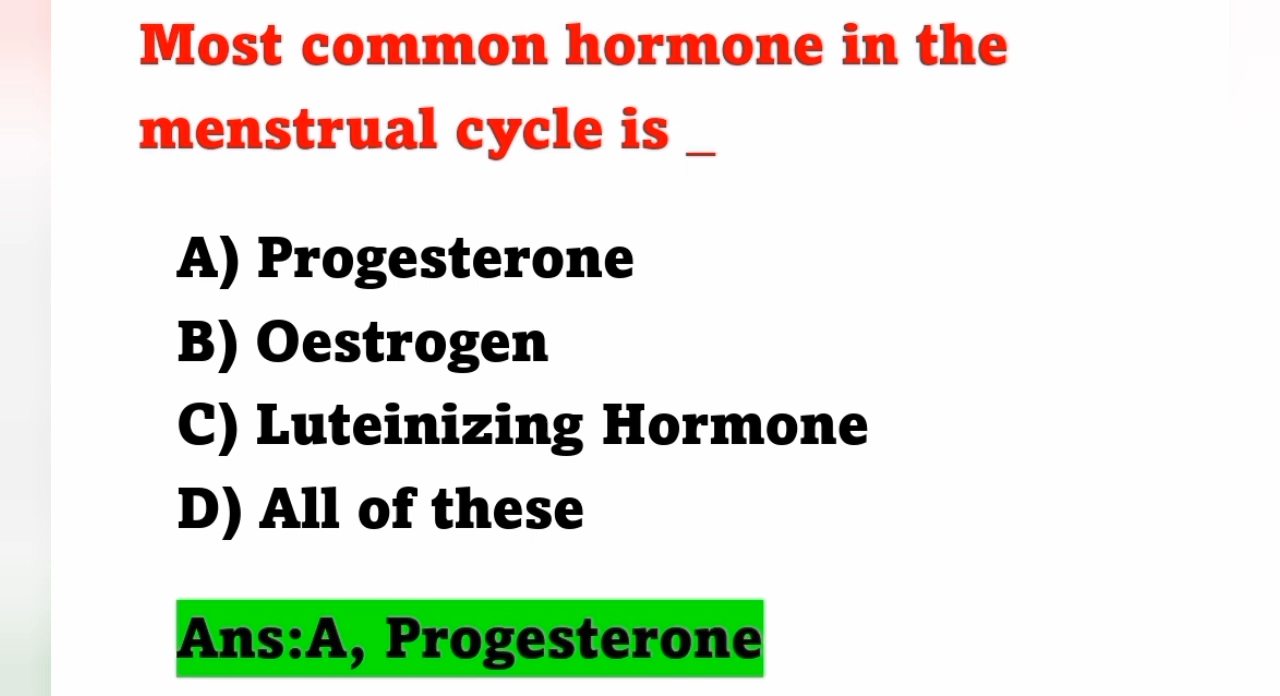 Most common hormone in the
menstrual cycle is _
A) Progesterone
B) Oestrogen
C) Luteinizing Hormone
D) All of these
Ans:A, Progesterone